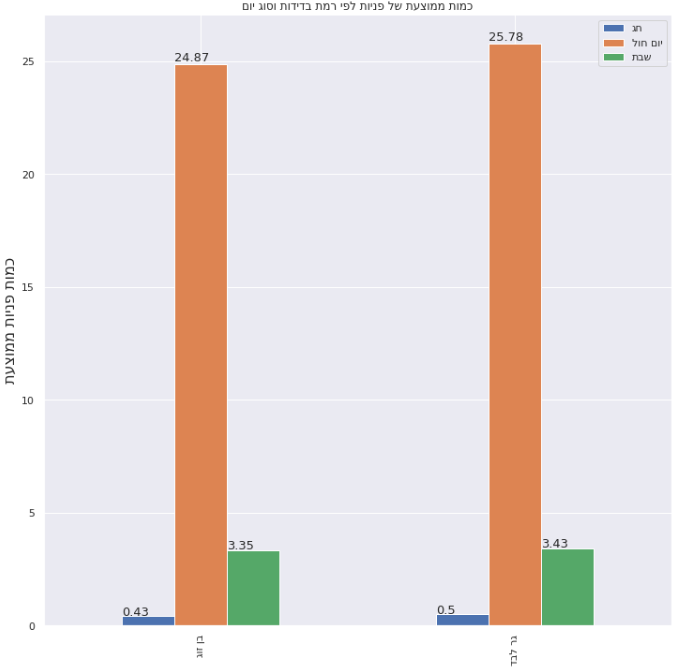 כמות ממוצעת של פניות לפי רמת בדידות וסוג יום
חג
יום חול
שבת
כמות פניות ממוצעת
25
20
15
10
5
0
0.43
24.87
3.35
0.5
25.78
3.43
בן זוג
גר לבד